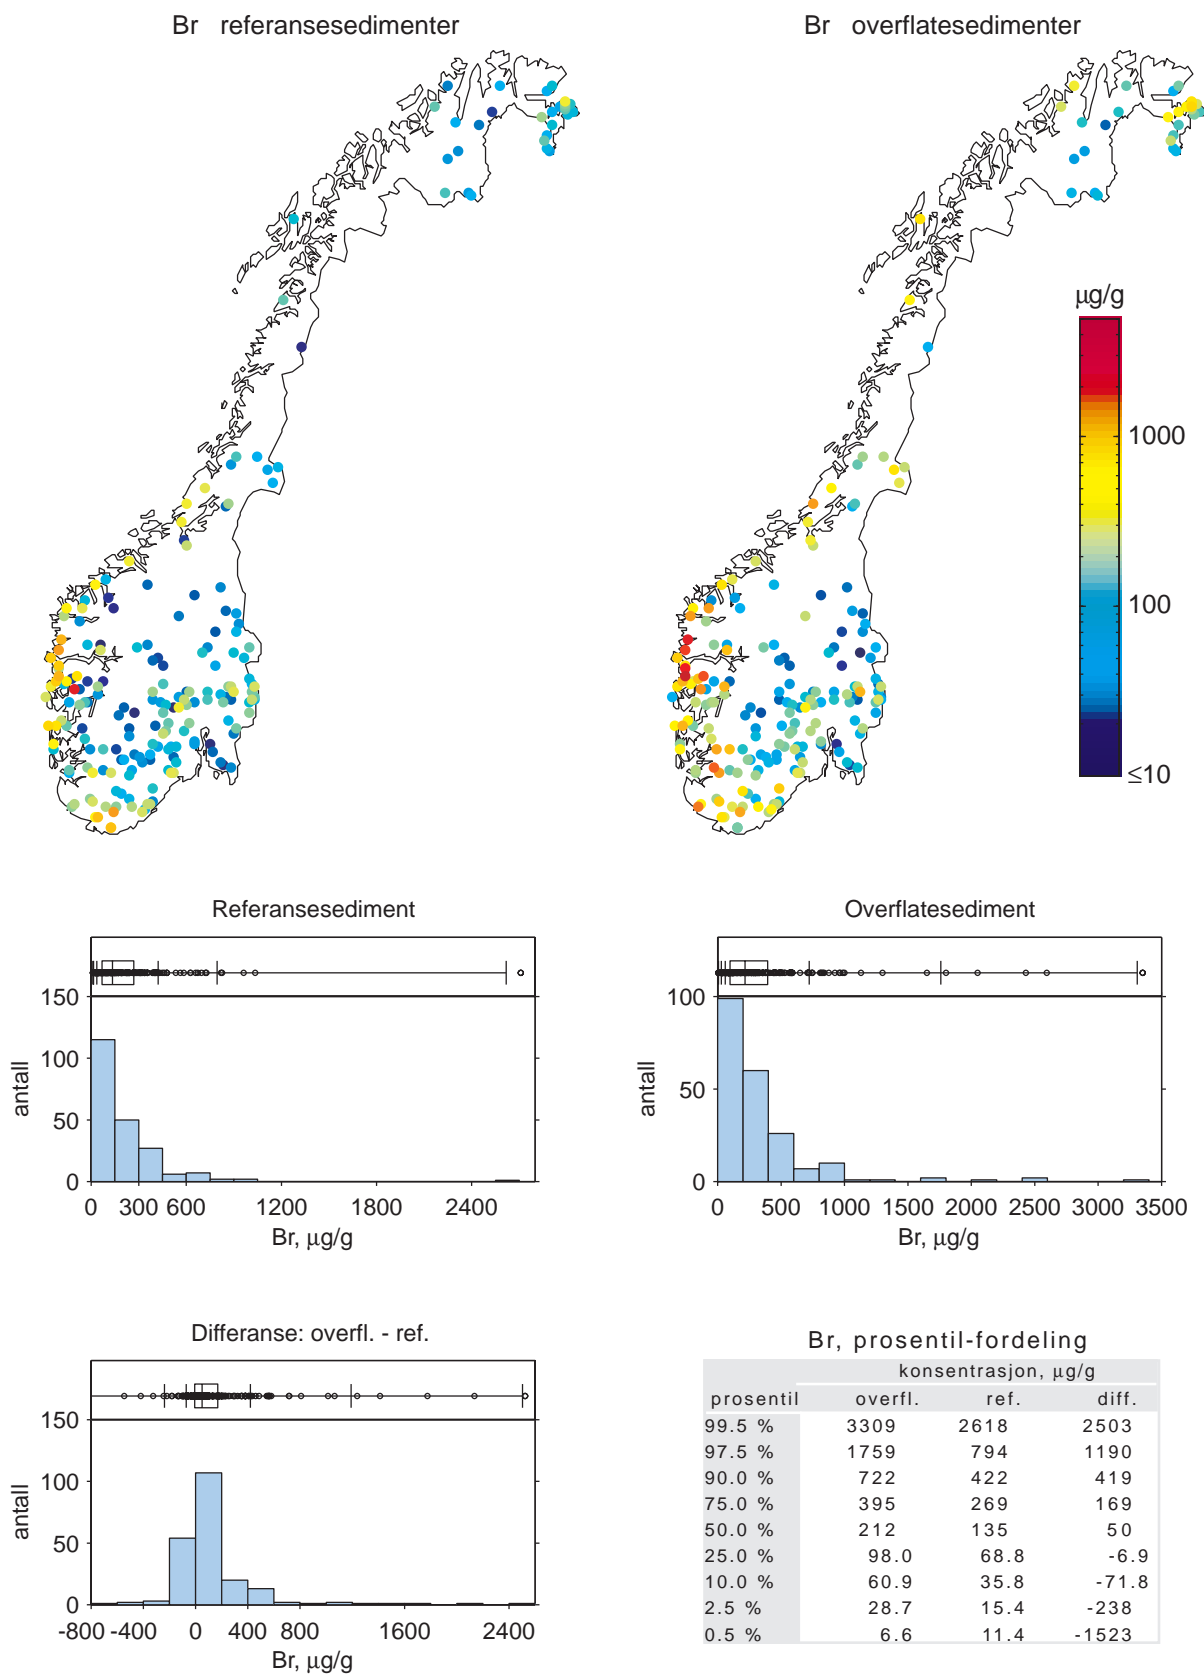 Br referansesedimenter
Br overflatesedimenter
µg/g
1000
100
≤10
Referansesediment
150
100
50
0
antall
0 300 600 1200 1800 2400
Br, µg/g
Overflatesediment
100
50
0
antall
0 500 1000 1500 2000 2500 3000 3500
Br, µg/g
Differanse: overfl. - ref.
150
100
50
0
antall
-800 -400 0 400 800 1200 1600 2400
Br, µg/g
Br, prosentil-fordeling
konsentrasjon, µg/g
prosentil overfl. ref. diff.
99.5 % 3309 2618 2503
97.5 % 1759 794 1190
90.0 % 722 422 419
75.0 % 395 269 169
50.0 % 212 135 50
25.0 % 98.0 68.8 -6.9
10.0 % 60.9 35.8 -71.8
2.5 % 28.7 15.4 -238
0.5 % 6.6 11.4 -1523